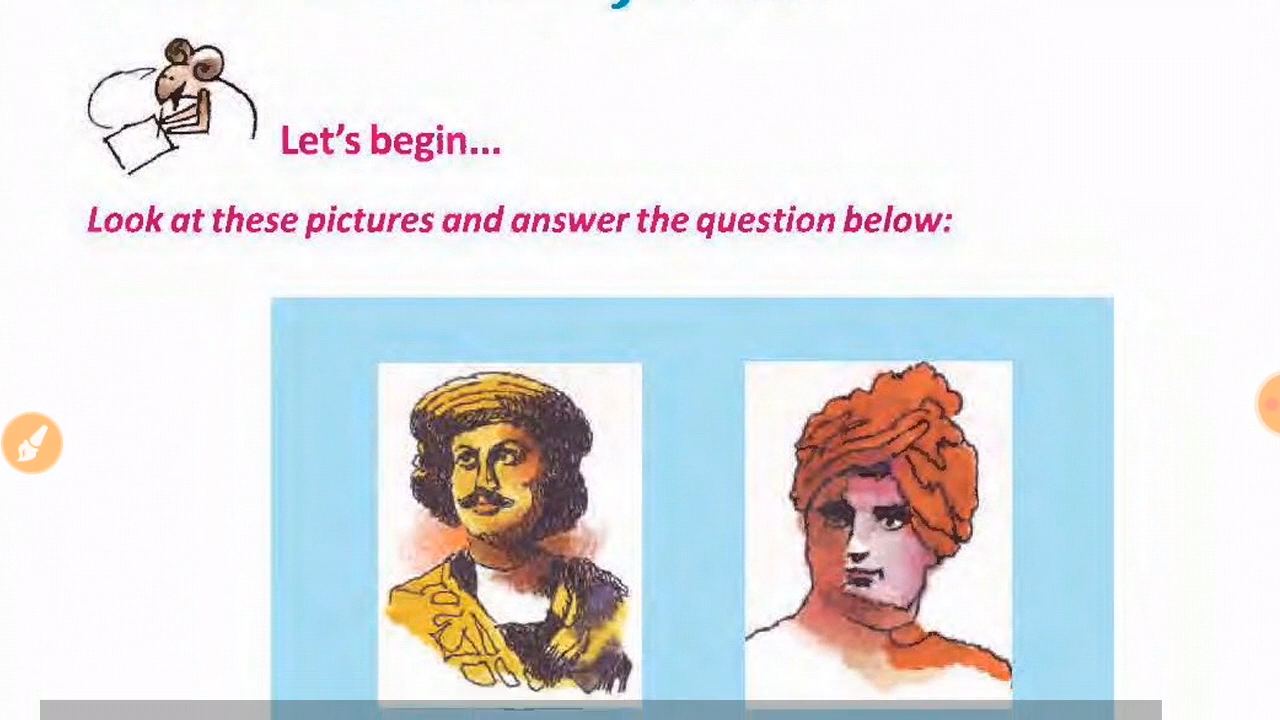 Let's begin...
Look at these pictures and answer the question below: